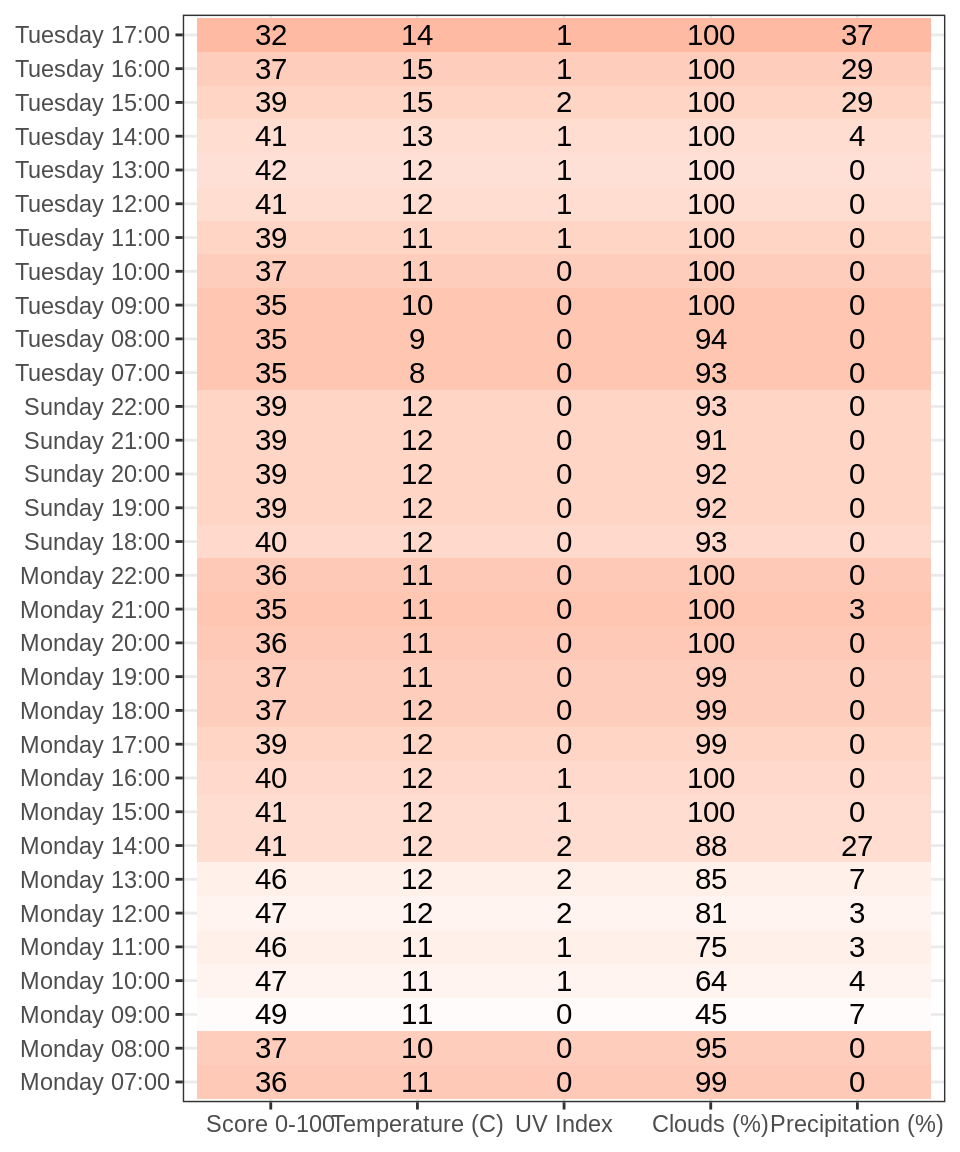 Tuesday 17:00 32 14 1 100 37
Tuesday 16:00 37 15 1 100 29
Tuesday 15:00 39 15 2 100 29
Tuesday 14:00 41 13 1 100 4
Tuesday 13:00 42 12 1 100 0
Tuesday 12:00 41 12 1 100 0
Tuesday 11:00 39 11 1 100 0
Tuesday 10:00 37 11 0 100 0
Tuesday 09:00 35 10 0 100 0
Tuesday 08:00 35 9 0 94 0
Tuesday 07:00 35 8 0 93 0
Sunday 22:00 39 12 0 93 0
Sunday 21:00 39 12 0 91 0
Sunday 20:00 39 12 0 92 0
Sunday 19:00 39 12 0 92 0
Sunday 18:00 40 12 0 93 0
Monday 22:00 36 11 0 100 0
Monday 21:00 35 11 0 100 3
Monday 20:00 36 11 0 100 0
Monday 19:00 37 11 0 99 0
Monday 18:00 37 12 0 99 0
Monday 17:00 39 12 0 99 0
Monday 16:00 40 12 1 100 0
Monday 15:00 41 12 1 100 0
Monday 14:00 41 12 2 88 27
Monday 13:00 46 12 2 85 7
Monday 12:00 47 12 2 81 3
Monday 11:00 46 11 1 75 3
Monday 10:00 47 11 1 64 4
Monday 09:00 49 11 0 45 7
Monday 08:00 37 10 0 95 0
Monday 07:00 36 11 0 99 0
Score 0-100 Temperature (C) UV Index Clouds (%) Precipitation (%)